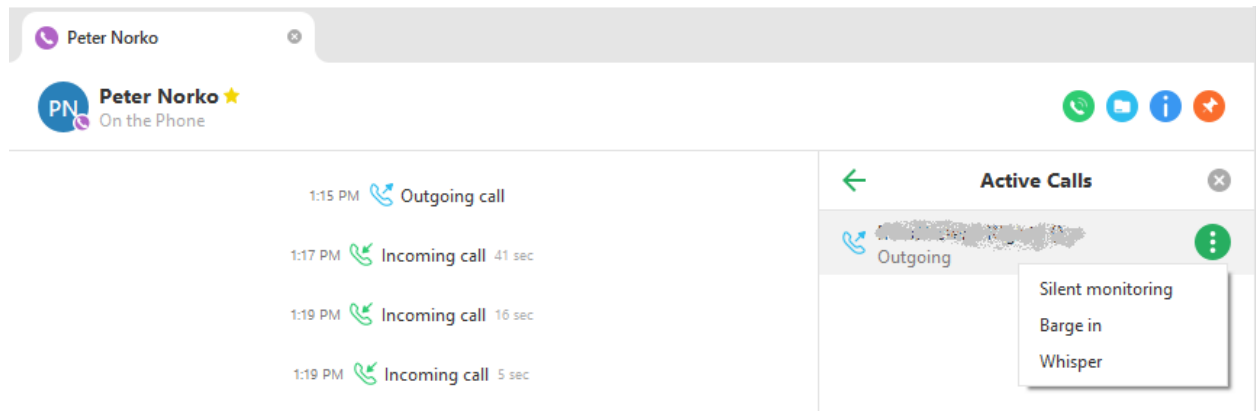 Peter Norko
PN
Peter Norko
On the Phone
1:15 PM Outgoing call
1:17 PM Incoming call 41 sec
1:19 PM Incoming call 16 sec
1:19 PM Incoming call 5 sec
Active Calls
Outgoing
Silent monitoring
Barge in
Whisper